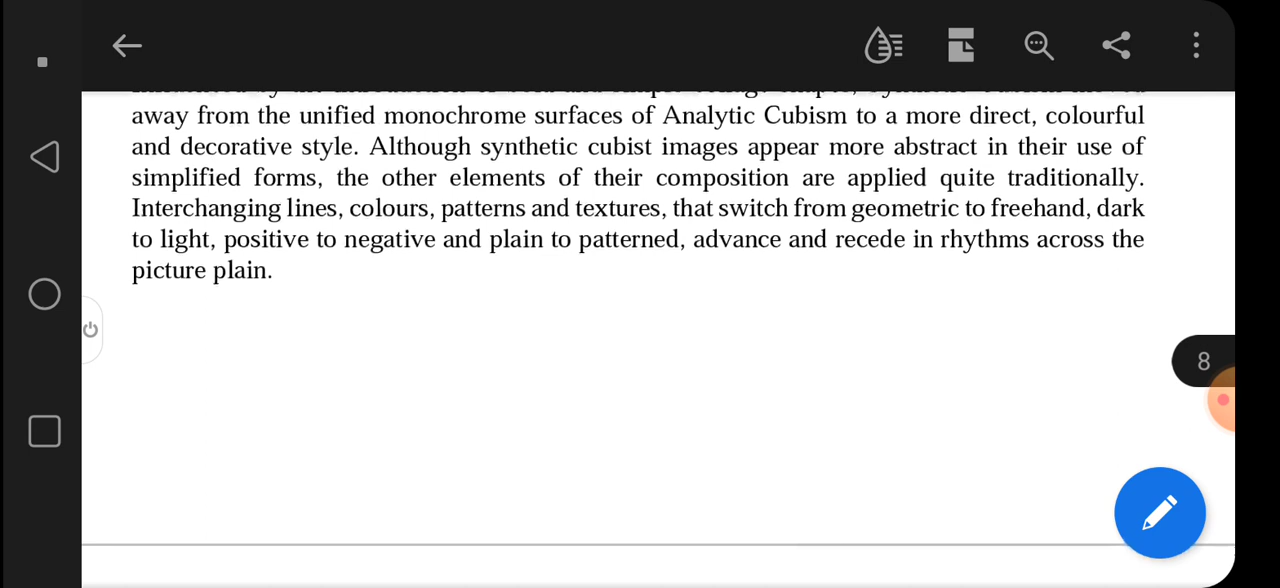 away from the unified monochrome surfaces of Analytic Cubism to a more direct, colourful
and decorative style. Although synthetic cubist images appear more abstract in their use of
simplified forms, the other elements of their composition are applied quite traditionally.
Interchanging lines, colours, patterns and textures, that switch from geometric to freehand, dark
to light, positive to negative and plain to patterned, advance and recede in rhythms across the
picture plain.
8